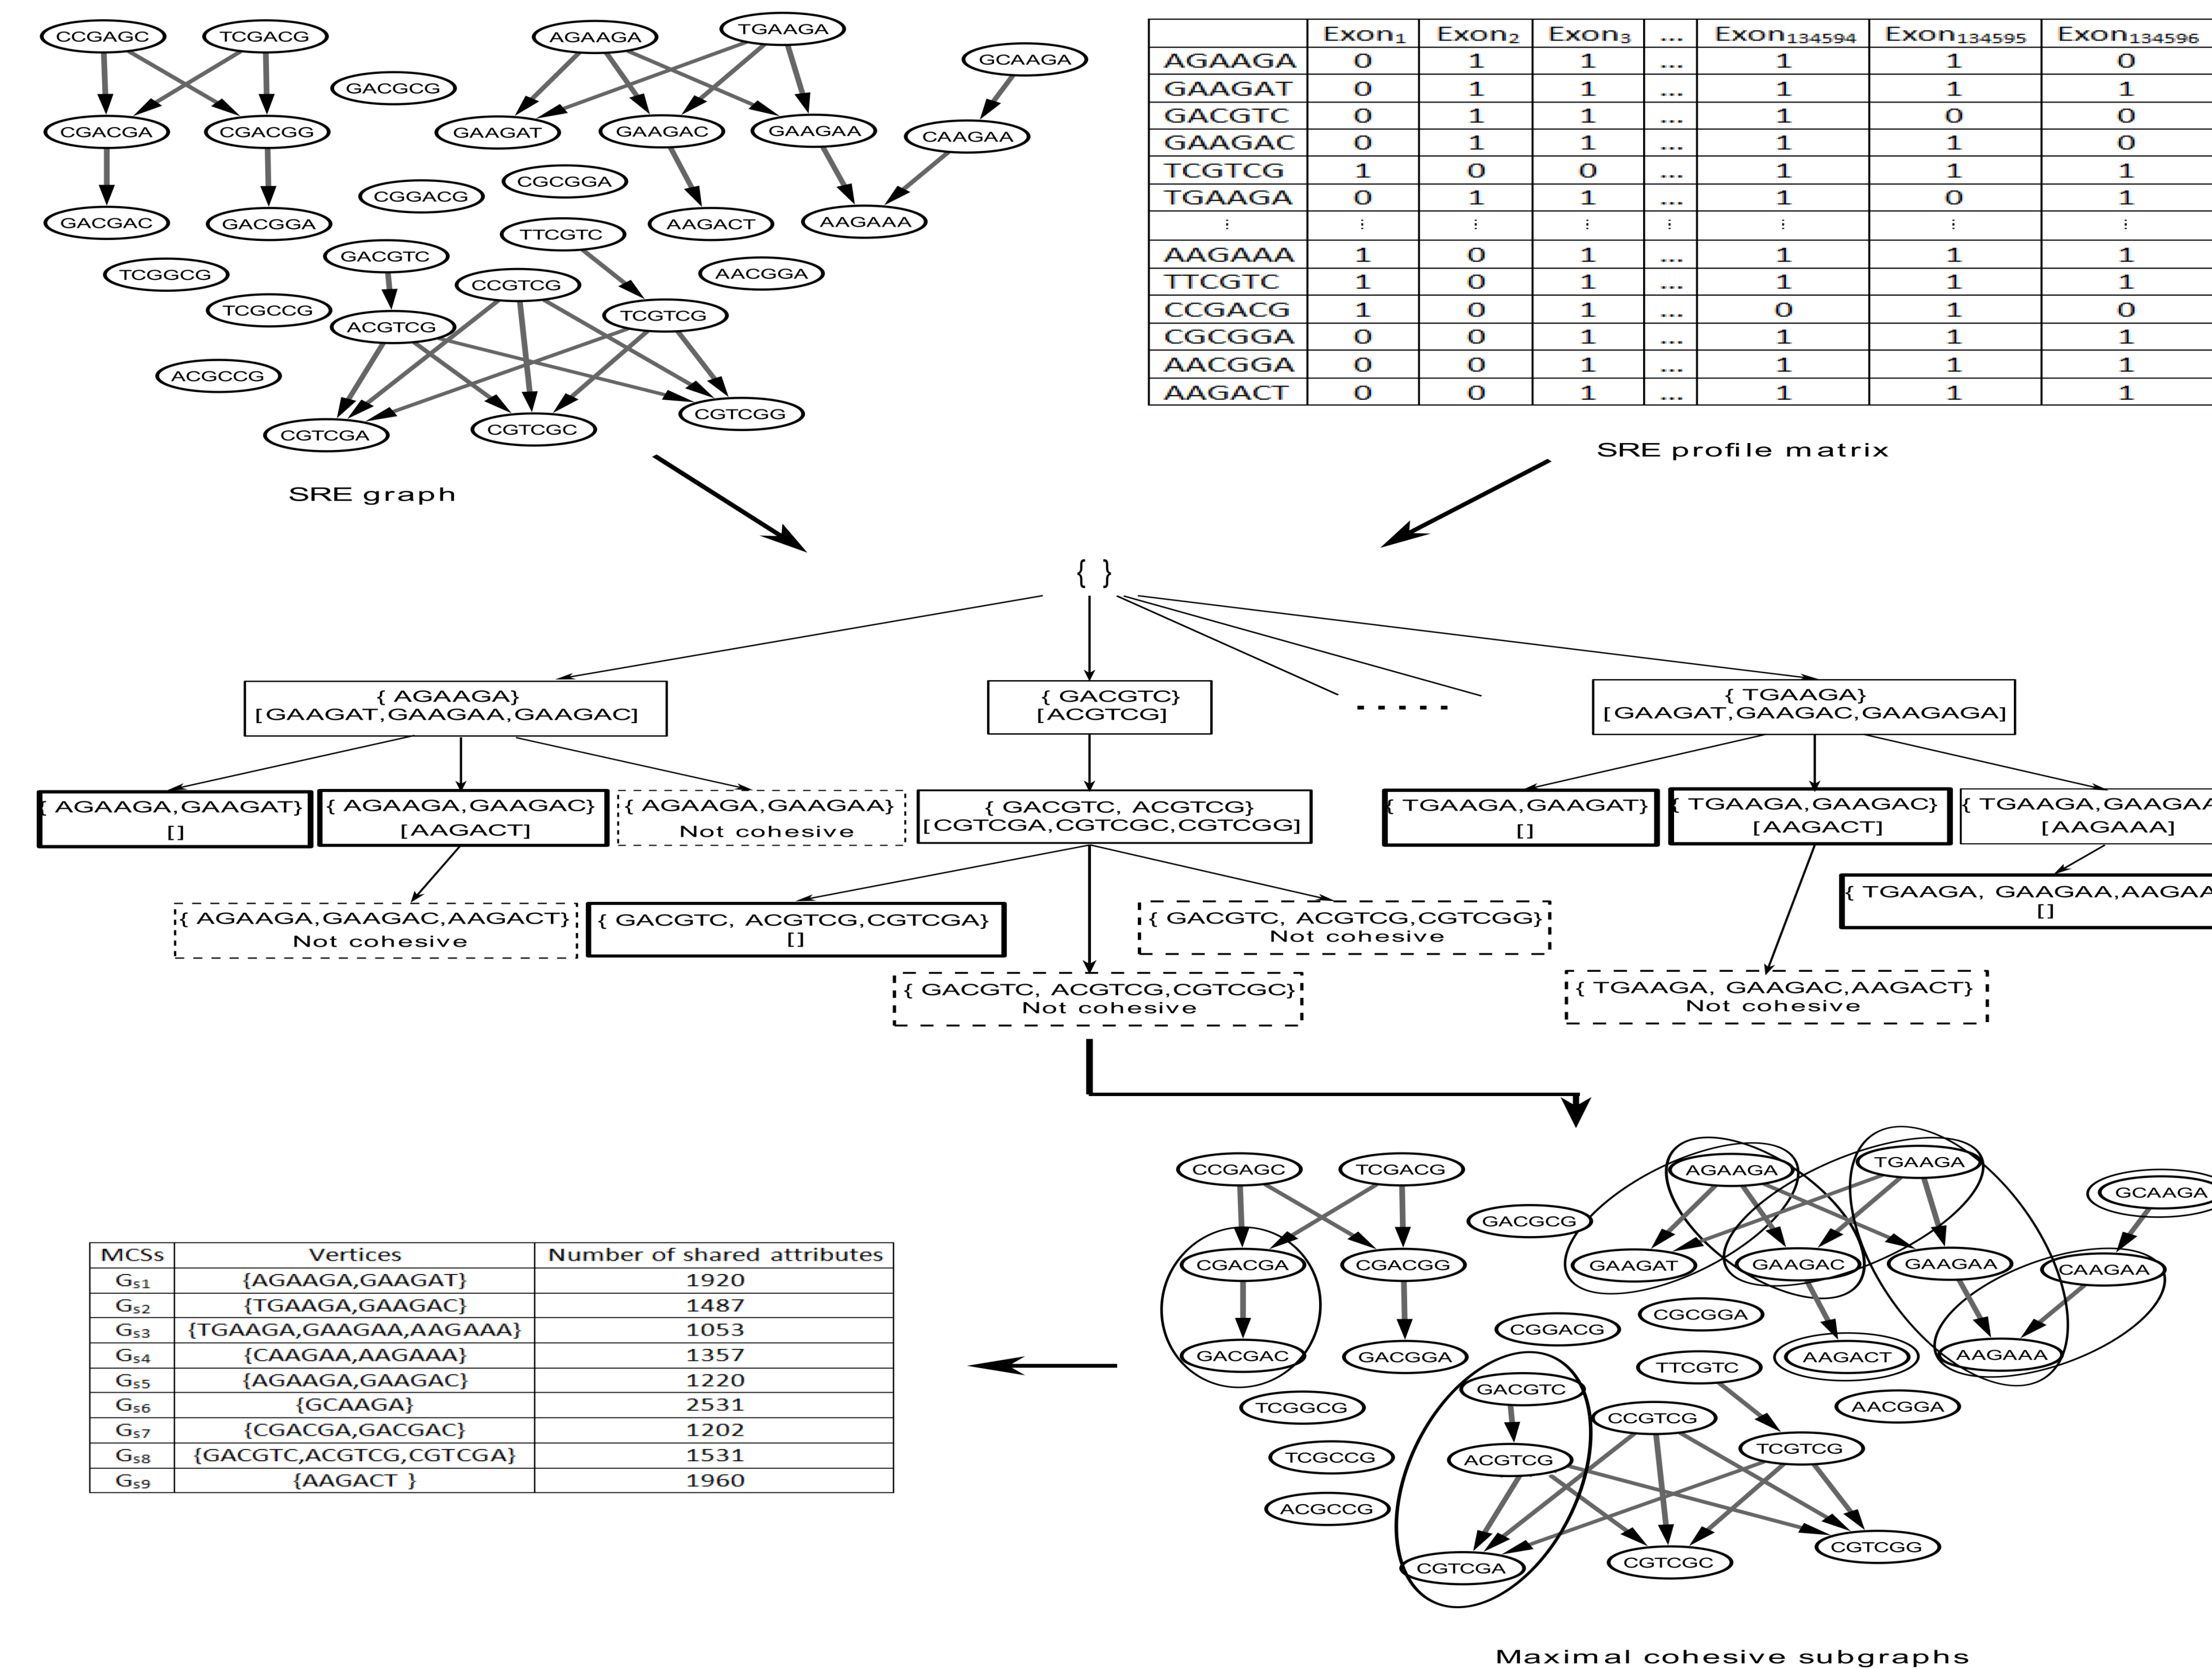 CCGAGC TCGACG AGAAGA TGAAGA
GCAAGA
GACGCG
CGACGA CGACGG GAAGAT GAAGAC GAAGAA CAAGAA
CGGACG CGCGGA
GACGAC GACGGA AAGACT AAGAAA
TTCGTC
GACGTC
TCGGCG CCGTCG AACGGA
TCGCCG ACGTCG TCGTCG
ACGCCG
CGTCGA CGTCGC CGTCGG
SRE graph
Exon1 Exon2 Exon3 ... Exon134594 Exon134595 Exon134596
AGAAGA 0 1 1 ... 1 1 0
GAAGAT 0 1 1 ... 1 1 1
GACGTC 0 1 1 ... 1 0 0
GAAGAC 0 1 1 ... 1 1 0
TCGTCG 1 0 0 ... 1 1 1
TGAAGA 0 1 1 ... 1 0 1
⋮ ⋮ ⋮ ⋮ ⋮ ⋮ ⋮ ⋮
AAGAAA 1 0 1 ... 1 1 1
TTCGTC 1 0 1 ... 1 1 1
CCGACG 1 0 1 ... 0 1 0
CGCGGA 0 0 1 ... 1 1 1
AACGGA 0 0 1 ... 1 1 1
AAGACT 0 0 1 ... 1 1 1
SRE profile matrix
{ }
{ AGAAGA}
[GAAGAT,GAAGAA,GAAGAC]
{ GACGTC}
[ACGTCG]
.....
{ TGAAGA}
[GAAGAT,GAAGAC,GAAGAGA]
{ AGAAGA,GAAGAT}
[]
{ AGAAGA,GAAGAC}
[AAGACT]
{ AGAAGA,GAAGAA}
Not cohesive
{ GACGTC, ACGTCG}
[CGTCGA,CGTCGC,CGTCGG]
{ TGAAGA,GAAGAT}
[]
{ TGAAGA,GAAGAC}
[AAGACT]
{ TGAAGA,GAAGAA
[AAGAAA]
{ AGAAGA,GAAGAC,AAGACT}
Not cohesive
{ GACGTC, ACGTCG,CGTCGA}
[]
{ GACGTC, ACGTCG,CGTCGG}
Not cohesive
{ TGAAGA, GAAGAA,AAGAA
[]
{ GACGTC, ACGTCG,CGTCGC}
Not cohesive
{ TGAAGA, GAAGAC,AAGACT}
Not cohesive
MCSs Vertices Number of shared attributes
Gs1 {AGAAGA,GAAGAT} 1920
Gs2 {TGAAGA,GAAGAC} 1487
Gs3 {TGAAGA,GAAGAA,AAGAAA} 1053
Gs4 {CAAGAA,AAGAAA} 1357
Gs5 {AGAAGA,GAAGAC} 1220
Gs6 {GCAAGA} 2531
Gs7 {CGACGA,GACGAC} 1202
Gs8 {GACGTC,ACGTCG,CGTCGA} 1531
Gs9 {AAGACT } 1960
CCGAGC TCGACG AGAAGA TGAAGA
GCAAGA
GACGCG
CGACGA CGACGG GAAGAT GAAGAC GAAGAA CAAGAA
CGGACG CGCGGA
GACGAC GACGGA TTCGTC AAGACT AAGAAA
GACGTC
TCGGCG CCGTCG AACGGA
TCGCCG ACGTCG TCGTCG
ACGCCG
CGTCGA CGTCGC CGTCGG
Maximal cohesive subgraphs